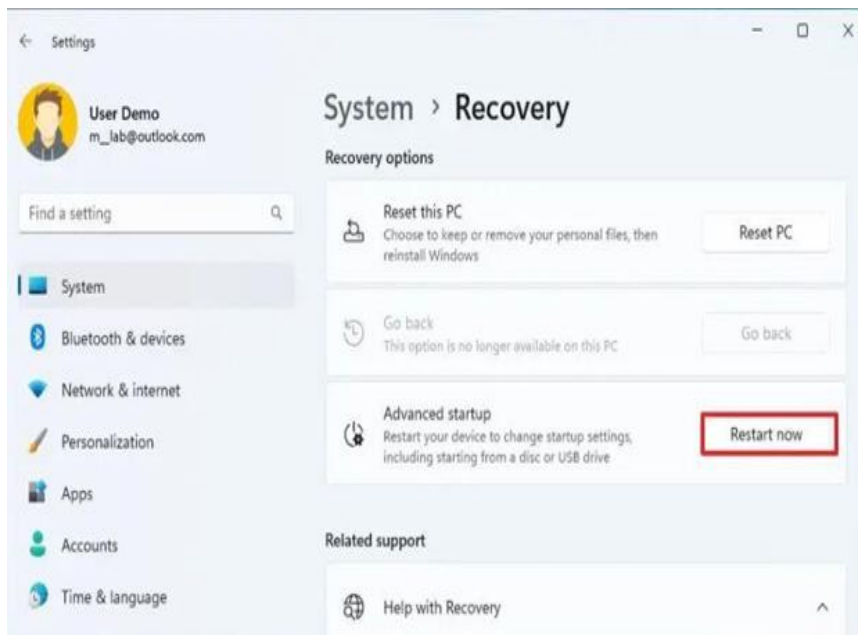 Settings
User Demo
m_lab@outlook.com
Find a setting
System
Bluetooth & devices
Network & internet
Personalization
Apps
Accounts
Time & language
System > Recovery
Recovery options
Reset this PC
Choose to keep or remove your personal files, then
reinstall Windows
Reset PC
Go back
This option is no longer available on this PC
Go back
Advanced startup
Restart your device to change startup settings,
including starting from a disc or USB drive
Restart now
Related support
Help with Recovery